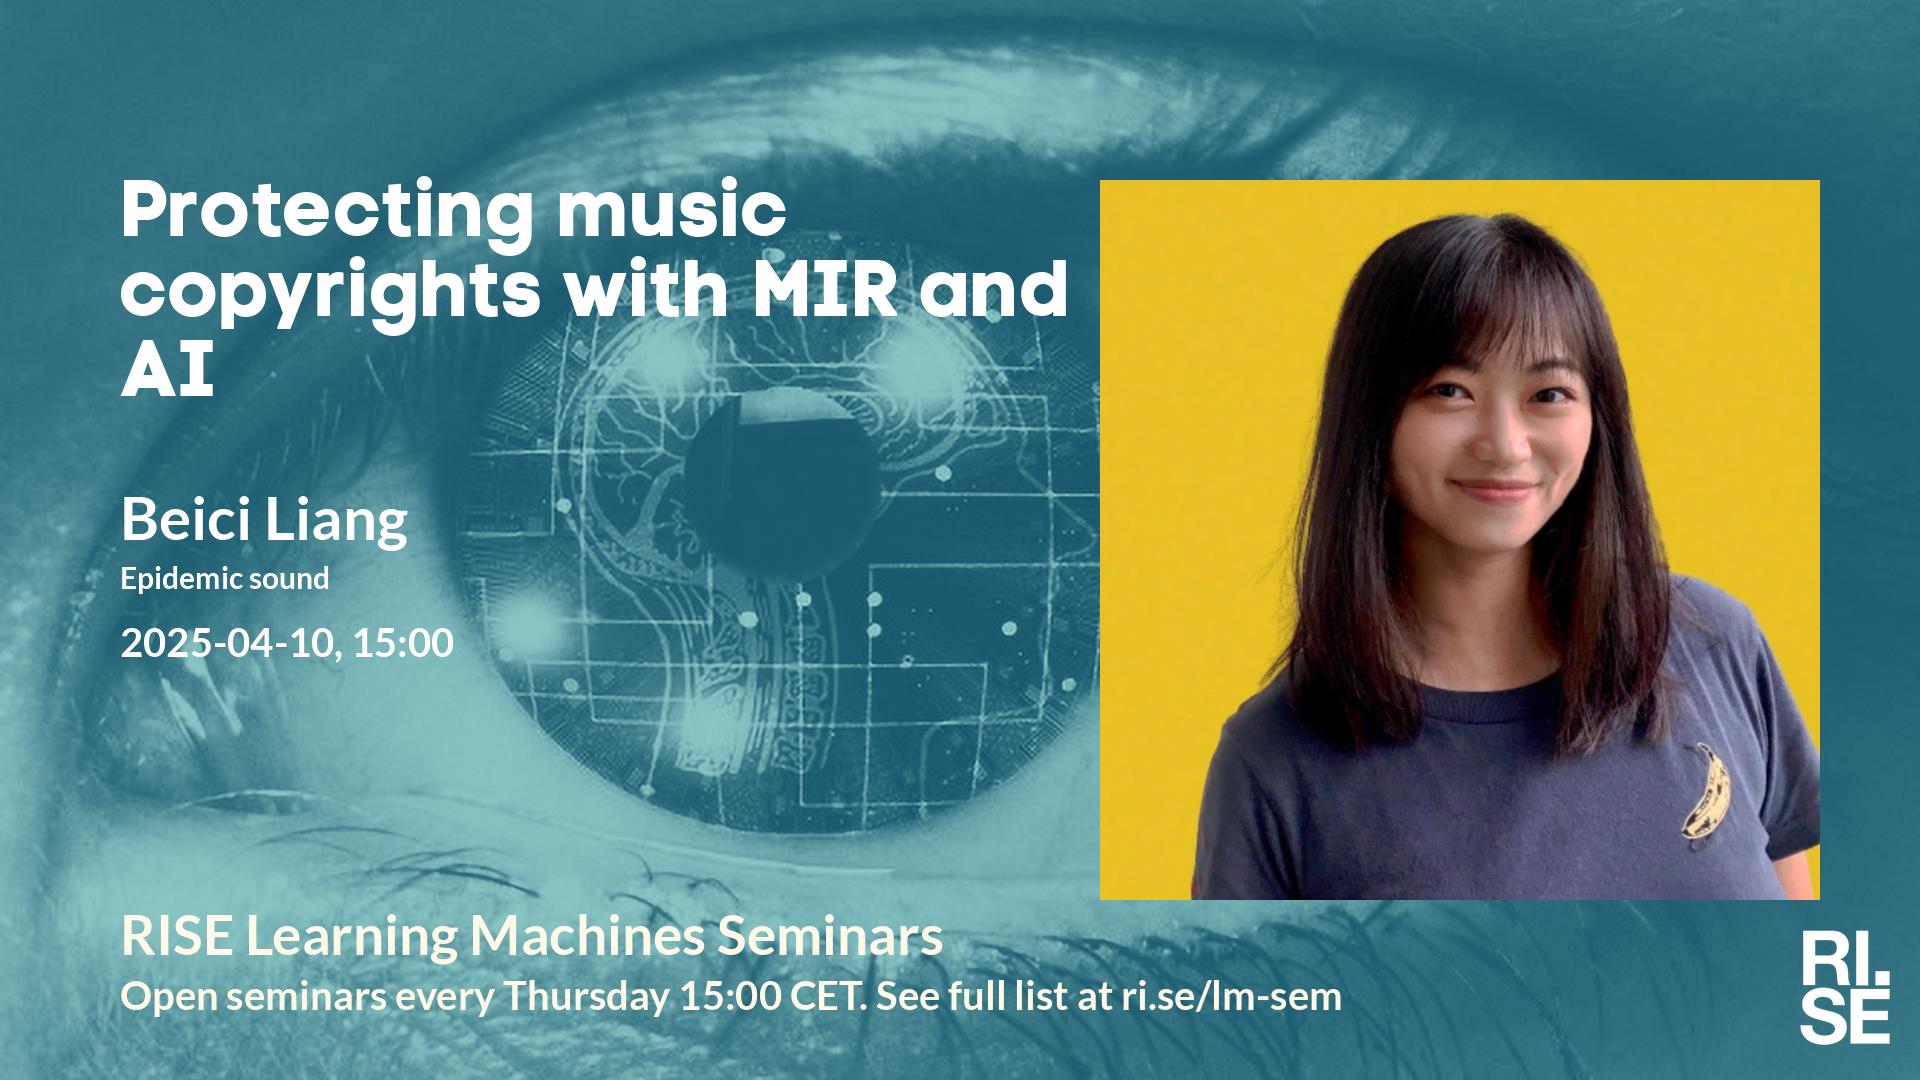 Protecting music
copyrights with MIR and
AI
Beici Liang
Epidemic sound
2025-04-10, 15:00
RISE Learning Machines Seminars
Open seminars every Thursday 15:00 CET. See full list at ri.se/lm-sem
RI.
SE